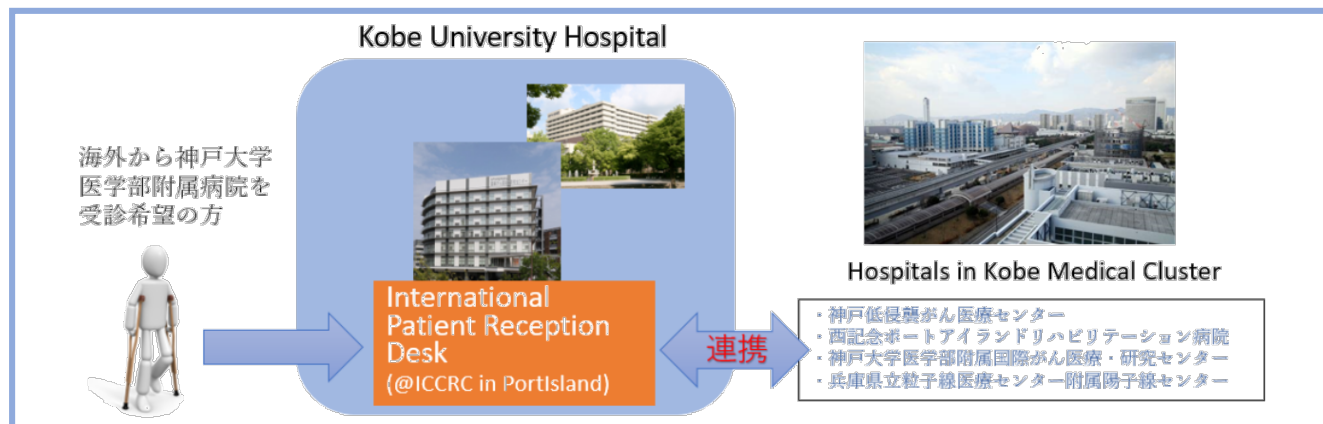 Kobe University Hospital
海外から神戸大学
医学部附属病院を
受診希望の方
International
Patient Reception
Desk
(@ICCRC in PortIsland)
連携
Hospitals in Kobe Medical Cluster
・神戸低侵襲がん医療センター
・西記念ポートアイランドリハビリテーション病院
・神戸大学医学部附属国際がん医療・研究センター
・兵庫県立粒子線医療センター附属陽子線センター